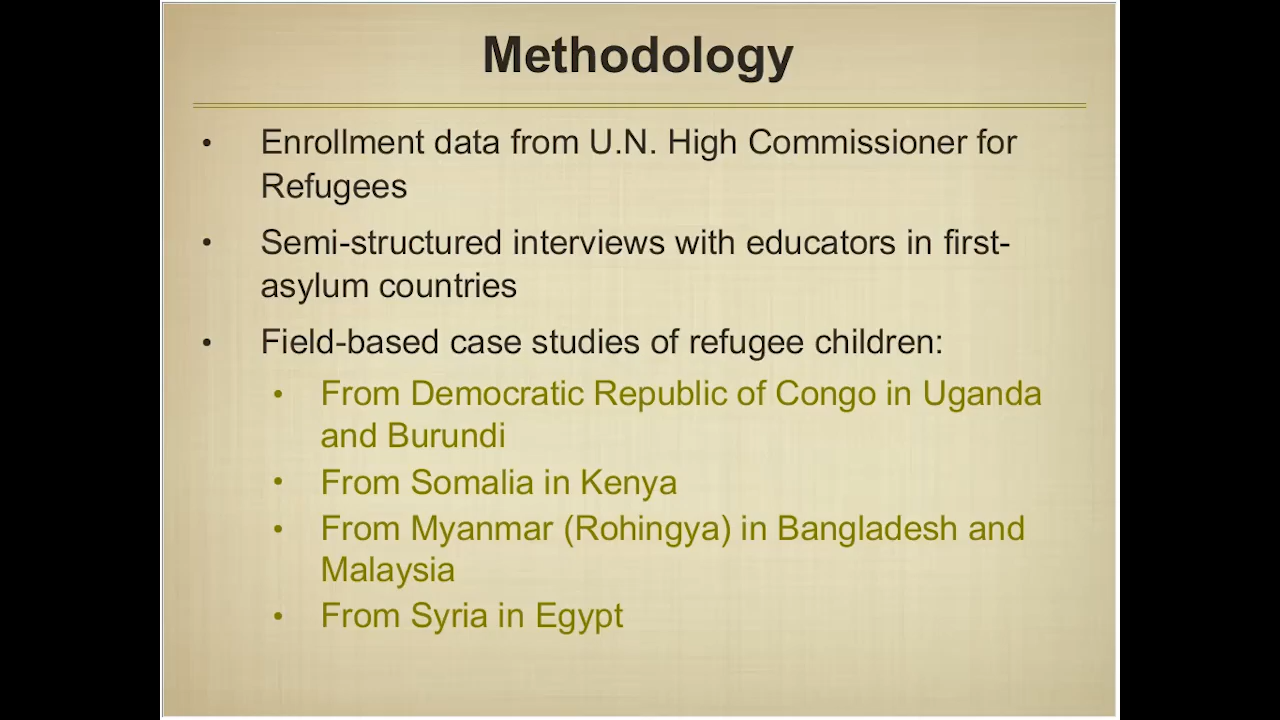 Methodology
• Enrollment data from U.N. High Commissioner for
Refugees
• Semi-structured interviews with educators in first-
asylum countries
• Field-based case studies of refugee children:
• From Democratic Republic of Congo in Uganda
and Burundi
• From Somalia in Kenya
• From Myanmar (Rohingya) in Bangladesh and
Malaysia
• From Syria in Egypt